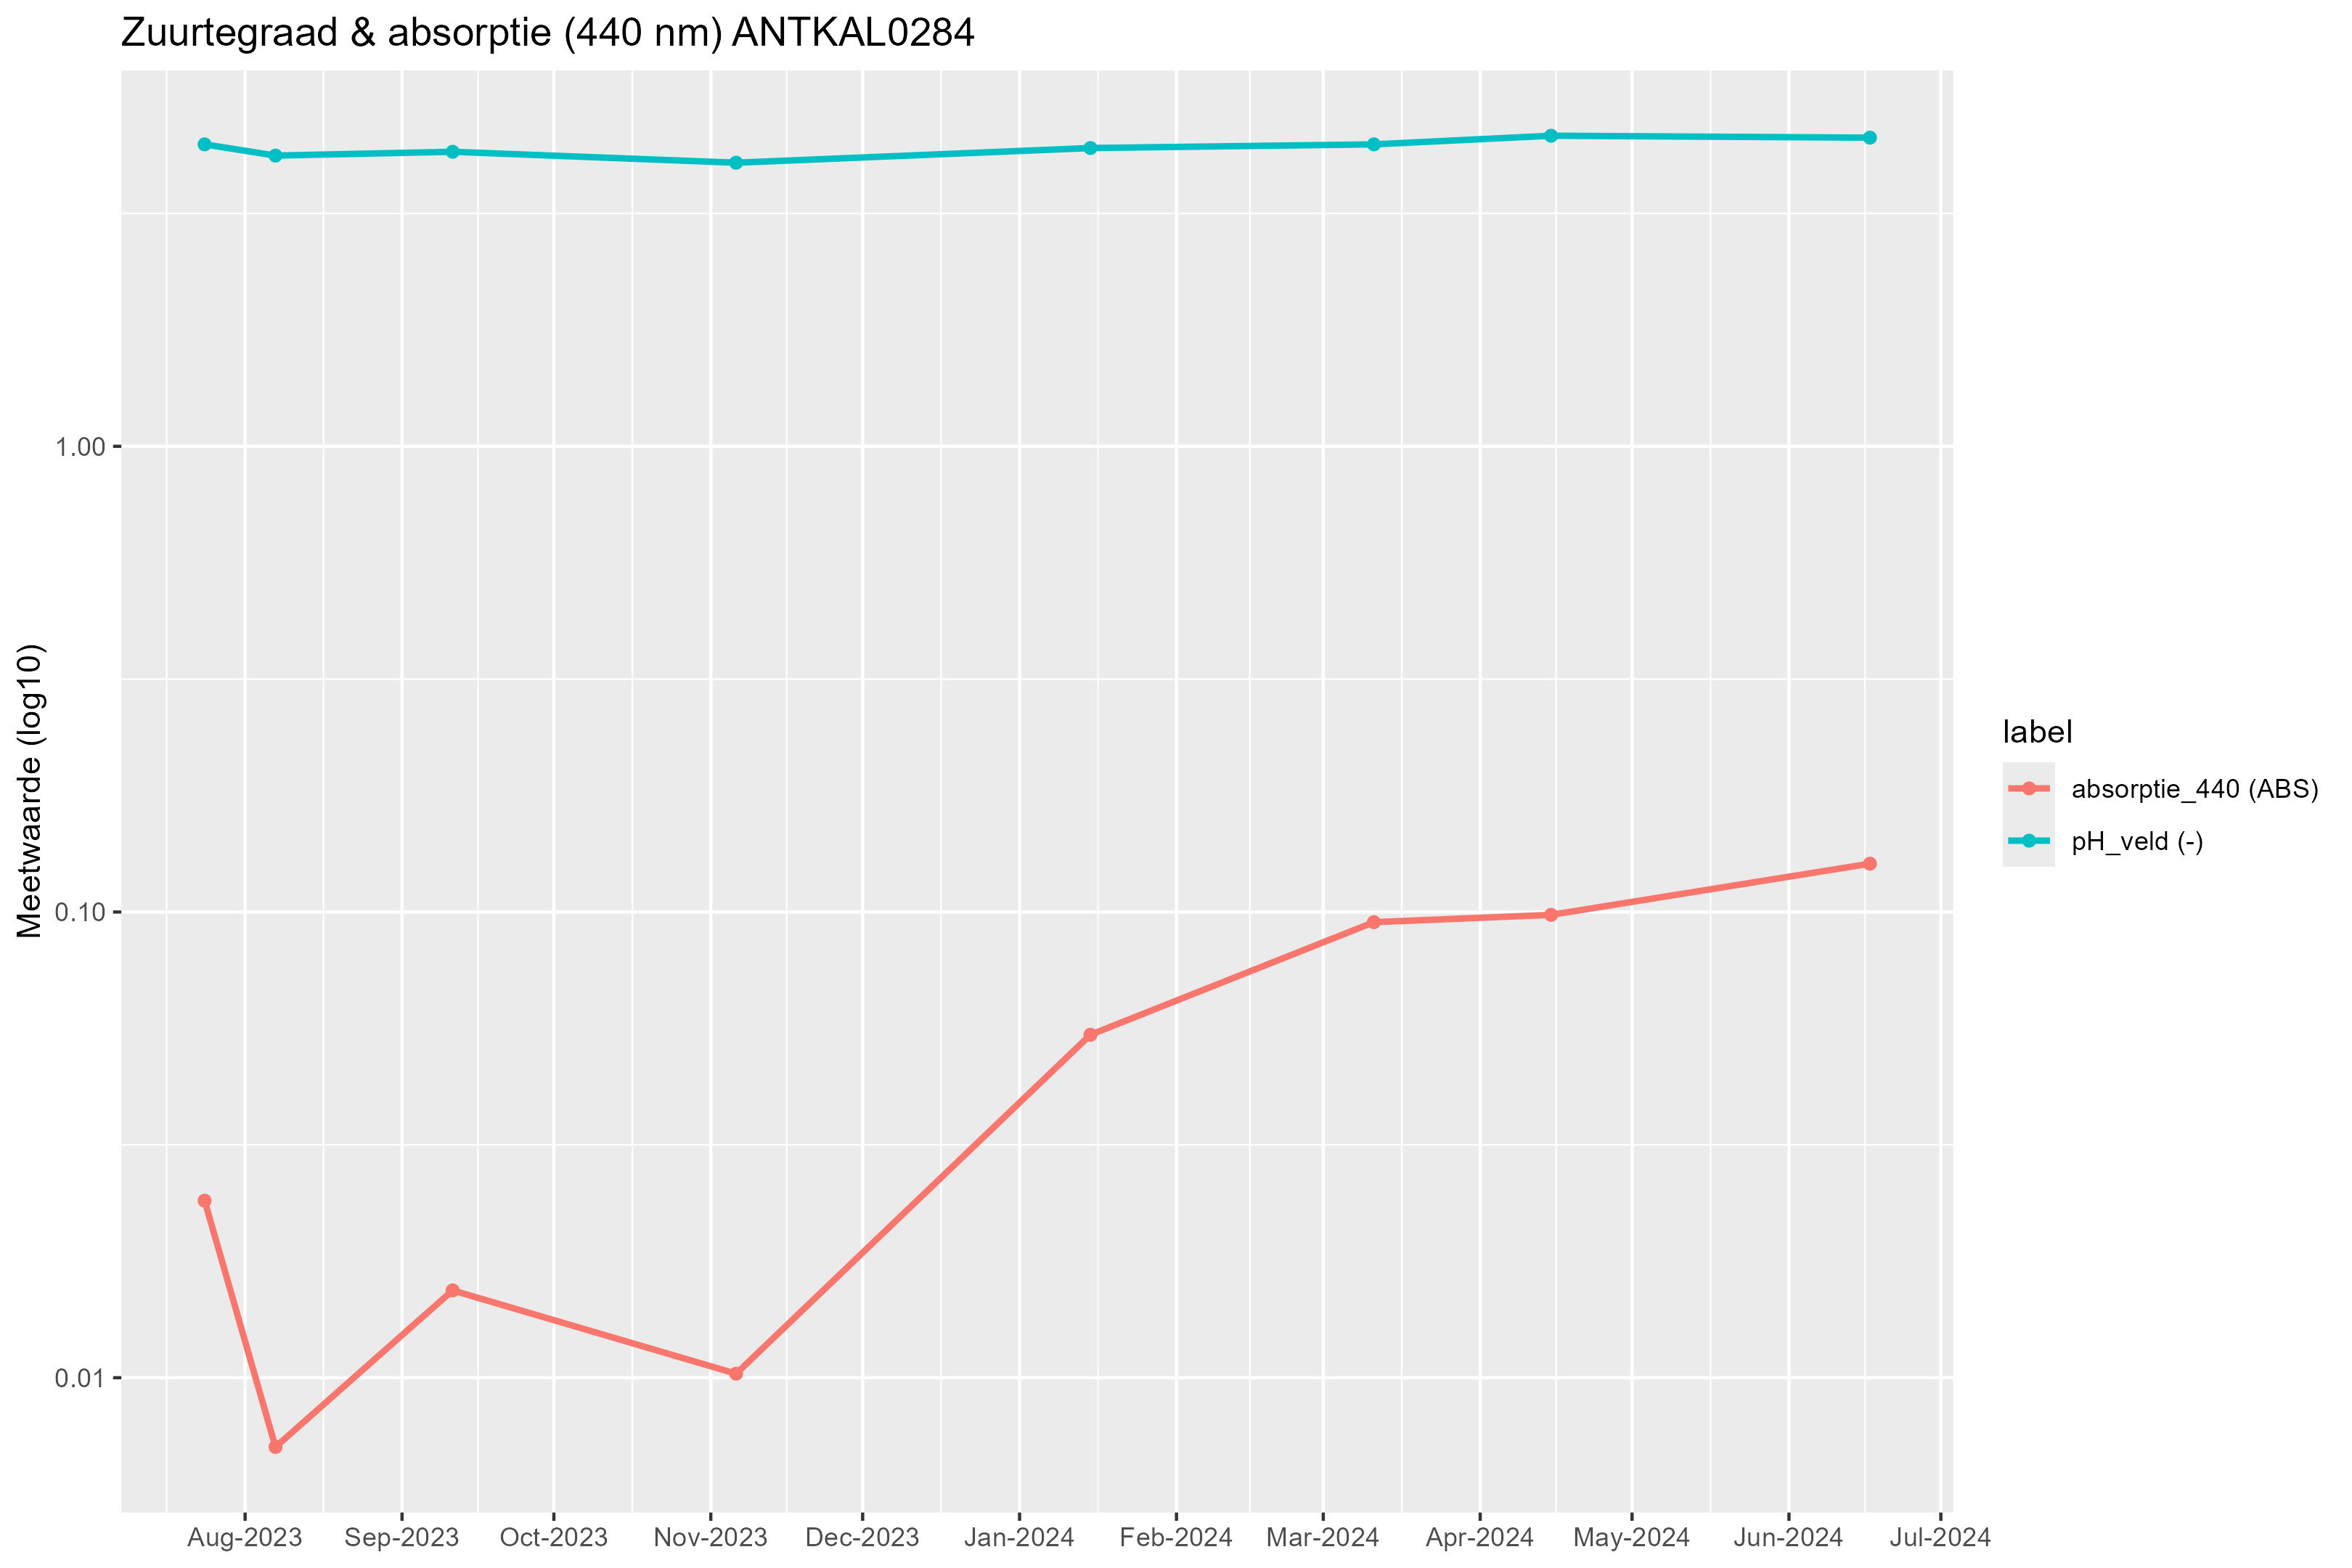 Zuurtegraad & absorptie (440 nm) ANTKAL0284
Meetwaarde (log10)
1.00
0.10
0.01
Aug-2023 Sep-2023 Oct-2023 Nov-2023 Dec-2023 Jan-2024 Feb-2024 Mar-2024 Apr-2024 May-2024 Jun-2024 Jul-2024
label
absorptie_440 (ABS)
pH_veld (-)